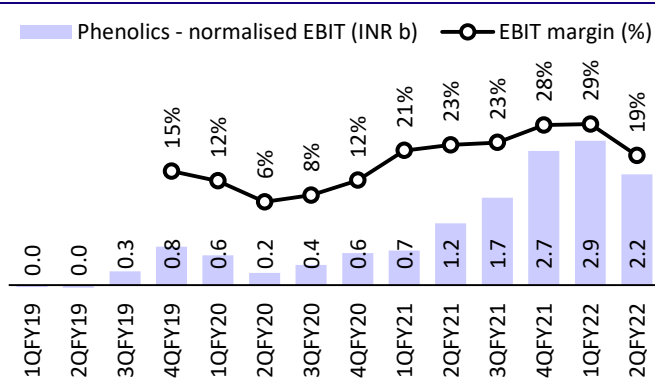 Phenolics - normalised EBIT (INR b) EBIT margin (%)
15% 12% 6% 8% 12% 21% 23% 23% 28% 29% 19%
0.0 0.0 0.3 0.8 0.6 0.2 0.4 0.6 0.7 1.2 1.7 2.7 2.9 2.2
1QFY19 2QFY19 3QFY19 4QFY19 1QFY20 2QFY20 3QFY20 4QFY20 1QFY21 2QFY21 3QFY21 4QFY21 1QFY22 2QFY22